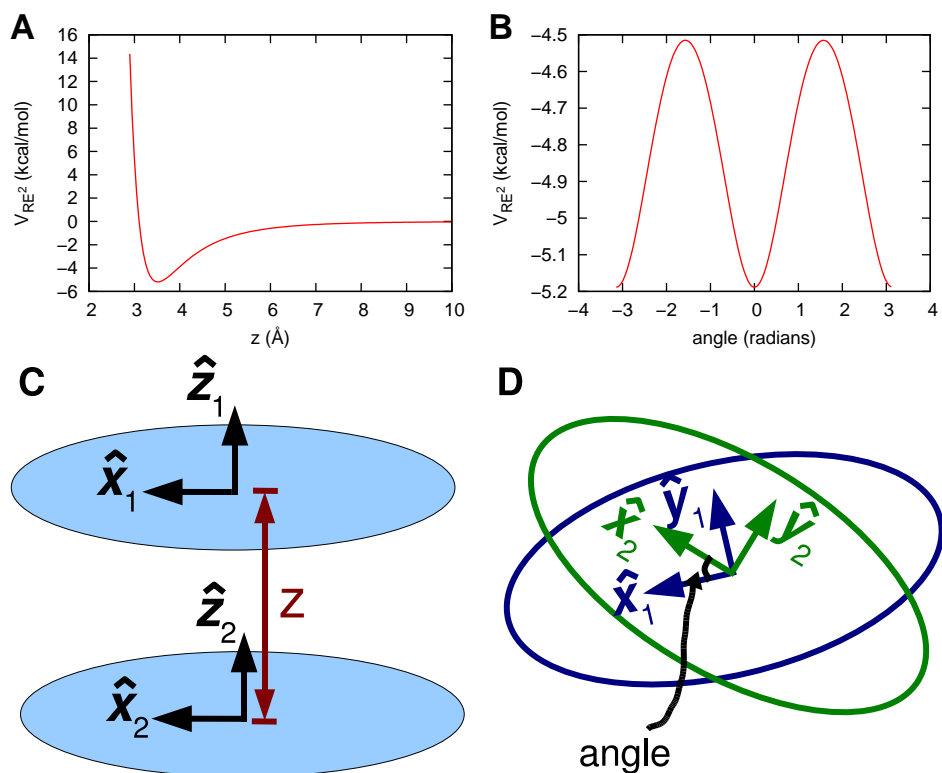 A
16
14
12
10
8
6
4
2
0
−2
−4
−6
V_RE² (kcal/mol)
2 3 4 5 6 7 8 9 10
z (Å)
B
−4.5
−4.6
−4.7
−4.8
−4.9
−5
−5.1
−5.2
V_RE² (kcal/mol)
−4 −3 −2 −1 0 1 2 3 4
angle (radians)
C
ẑ₁
x̂₁
ẑ₂
Z
x̂₂
D
ŷ₁
x̂₂
ŷ₂
x̂₁
angle